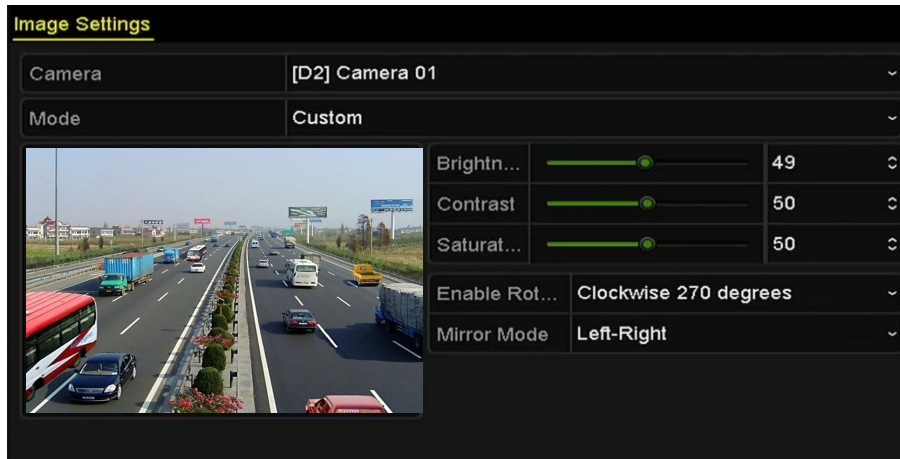 Image Settings
Camera [D2] Camera 01
Mode Custom
Brightn... 49
Contrast 50
Saturat... 50
Enable Rot... Clockwise 270 degrees
Mirror Mode Left-Right